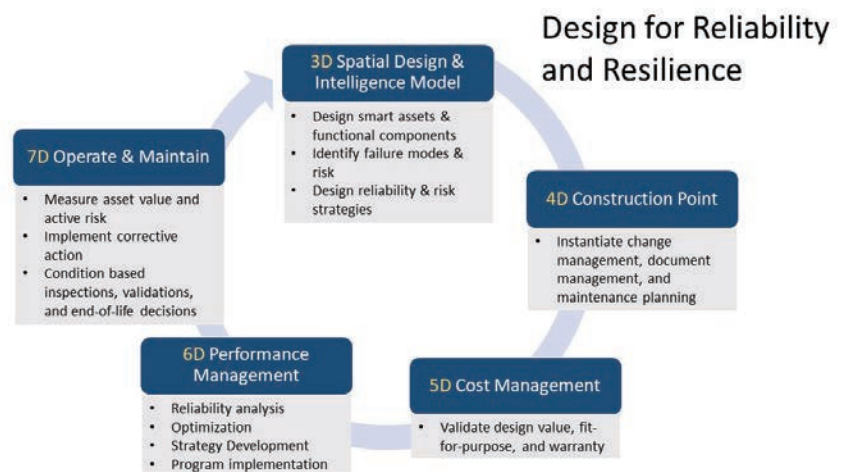 Design for Reliability
and Resilience
3D Spatial Design &
Intelligence Model
• Design smart assets &
functional components
• Identify failure modes &
risk
• Design reliability & risk
strategies
4D Construction Point
• Instantiate change
management, document
management, and
maintenance planning
5D Cost Management
• Validate design value, fit-
for-purpose, and warranty
6D Performance
Management
• Reliability analysis
• Optimization
• Strategy Development
• Program implementation
7D Operate & Maintain
• Measure asset value and
active risk
• Implement corrective
action
• Condition based
inspections, validations,
and end-of-life decisions